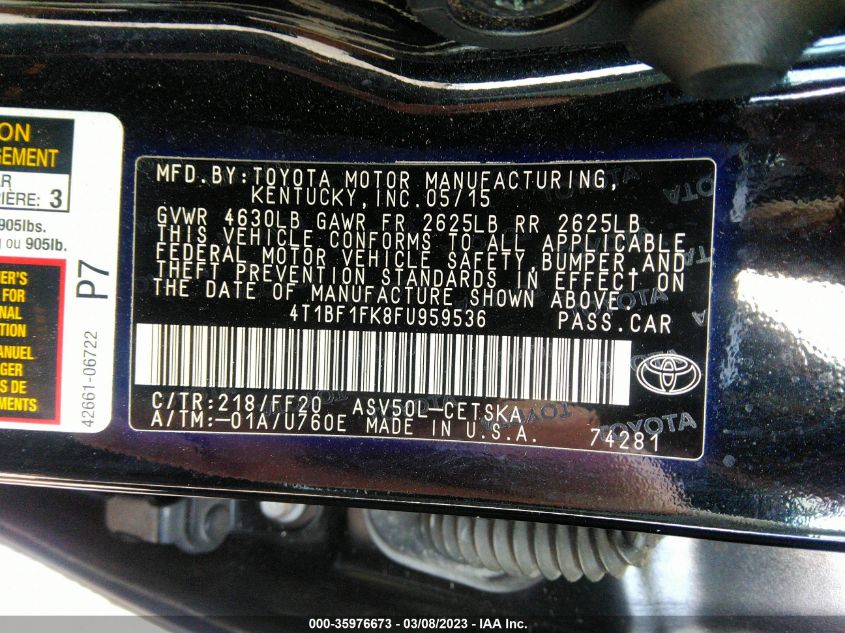 ON
GEMENT
AR
IÈRE: 3
905lbs.
g ou 905lb.
ER'S
FOR
NAL
TION
ANUEL
GER
S DE
S
P7
42661-06722
MFD.BY:TOYOTA MOTOR MANUFACTURING,
KENTUCKY, INC.05/15
GVWR 4630LB GAWR FR 2625LB RR 2625LB
THIS VEHICLE CONFORMS TO ALL APPLICABLE
FEDERAL MOTOR VEHICLE SAFETY, BUMPER AND
THEFT PREVENTION STANDARDS IN EFFECT ON
THE DATE OF MANUFACTURE SHOWN ABOVE.
4T1BF1FK8FU959536 PASS.CAR
C/TR:218/FF20 ASV50L-CETSKA
A/TM:-01A/U760E MADE IN U.S.A. 74281
TOYOTA
000-35976673 — 03/08/2023 — IAA Inc.